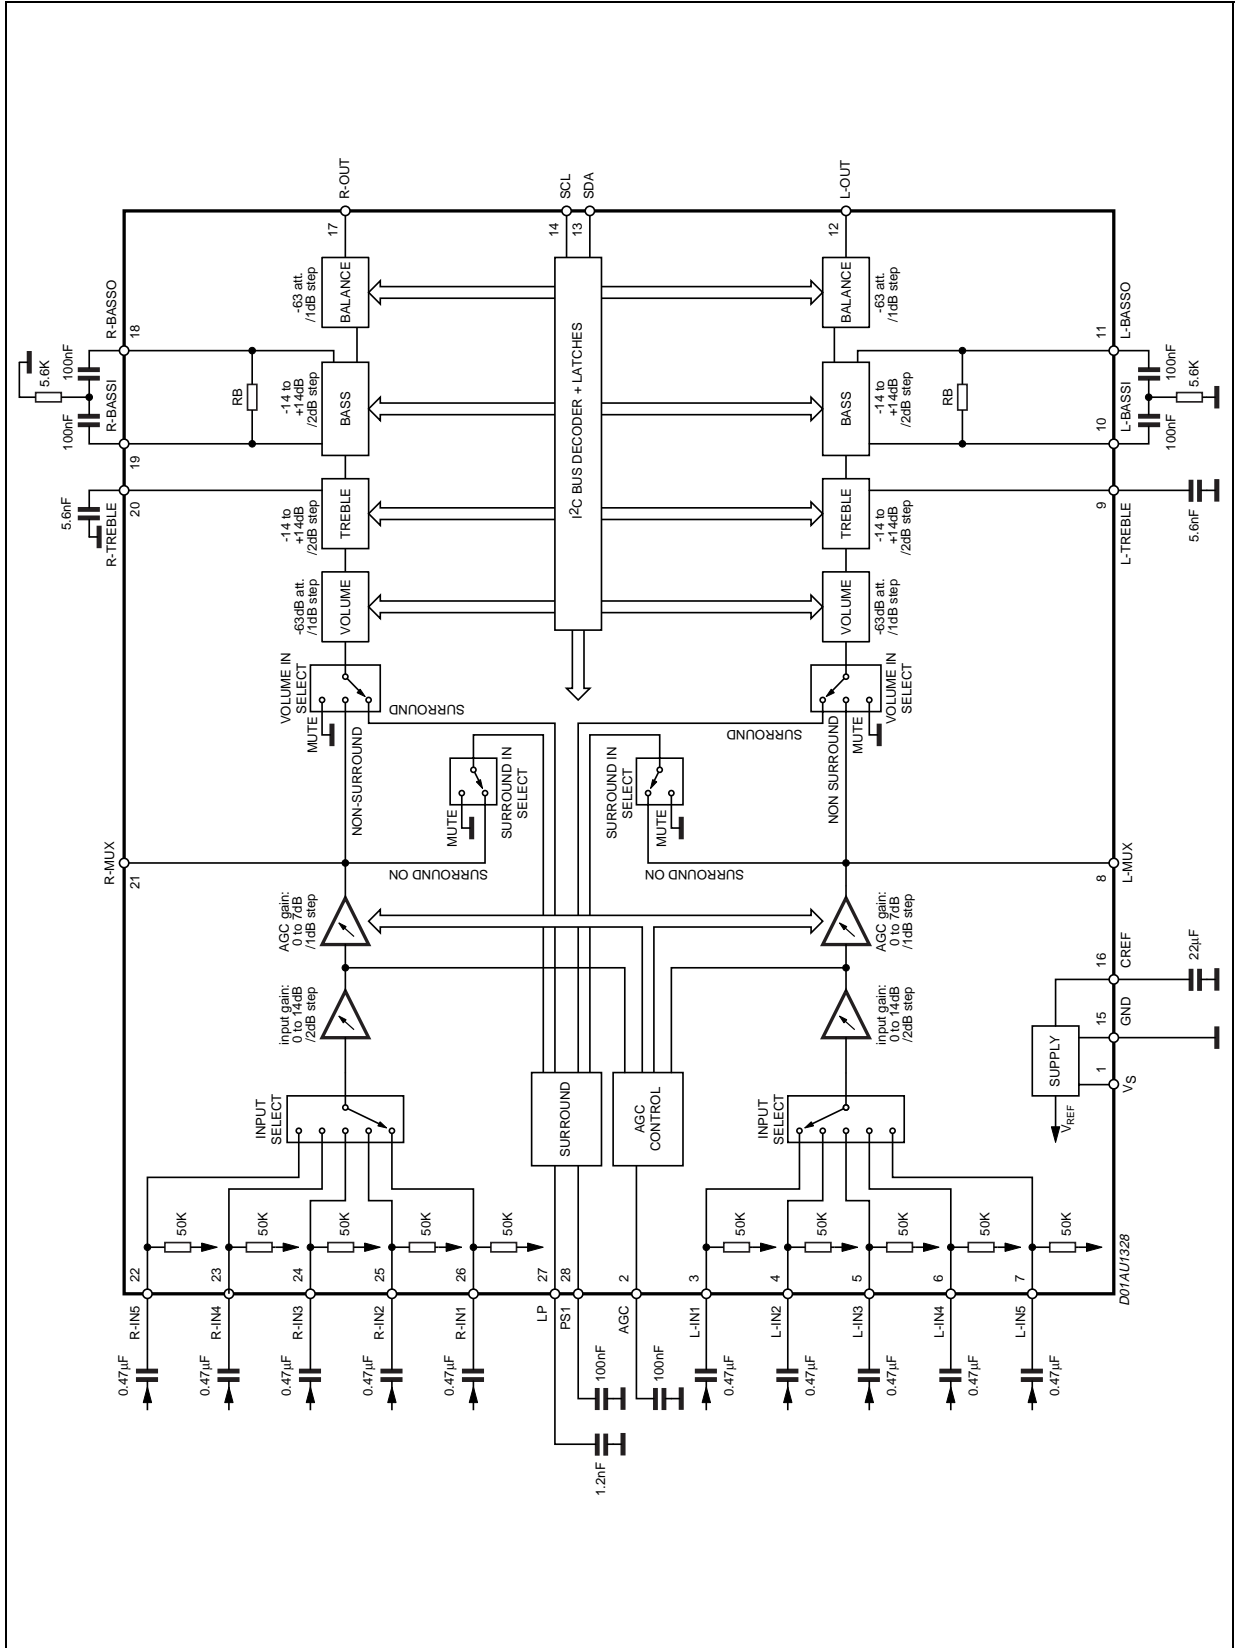 0.47µF
R-IN5
22
50K
0.47µF
R-IN4
23
50K
0.47µF
R-IN3
24
50K
0.47µF
R-IN2
25
50K
0.47µF
R-IN1
26
50K
1.2nF
LP
27
100nF
PS1
28
100nF
AGC
2
0.47µF
L-IN1
3
50K
0.47µF
L-IN2
4
50K
0.47µF
L-IN3
5
50K
0.47µF
L-IN4
6
50K
0.47µF
L-IN5
7
50K
D01AU1328
INPUT
SELECT
SURROUND
AGC
CONTROL
INPUT
SELECT
SUPPLY
VREF
1
VS
15
GND
16
CREF
22µF
input gain:
0 to 14dB
/2dB step
input gain:
0 to 14dB
/2dB step
AGC gain:
0 to 7dB
/1dB step
AGC gain:
0 to 7dB
/1dB step
R-MUX
21
8
L-MUX
SURROUND ON
SURROUND ON
NON-SURROUND
MUTE
SURROUND IN
SELECT
MUTE
SURROUND IN
SELECT
NON SURROUND
MUTE
VOLUME IN
SELECT
SURROUND
SURROUND
MUTE
VOLUME IN
SELECT
-63dB att.
/1dB step
VOLUME
VOLUME
-63dB att.
/1dB step
5.6nF
R-TREBLE
20
-14 to
+14dB
/2dB step
TREBLE
TREBLE
-14 to
+14dB
/2dB step
9
L-TREBLE
5.6nF
I2C BUS DECODER + LATCHES
100nF
5.6K
100nF
R-BASSI
19
R-BASSO
18
RB
BASS
-14 to
+14dB
/2dB step
BASS
-14 to
+14dB
/2dB step
RB
10
L-BASSI
11
L-BASSO
100nF
100nF
5.6K
-63 att.
/1dB step
BALANCE
BALANCE
-63 att.
/1dB step
17
R-OUT
14
SCL
13
SDA
12
L-OUT